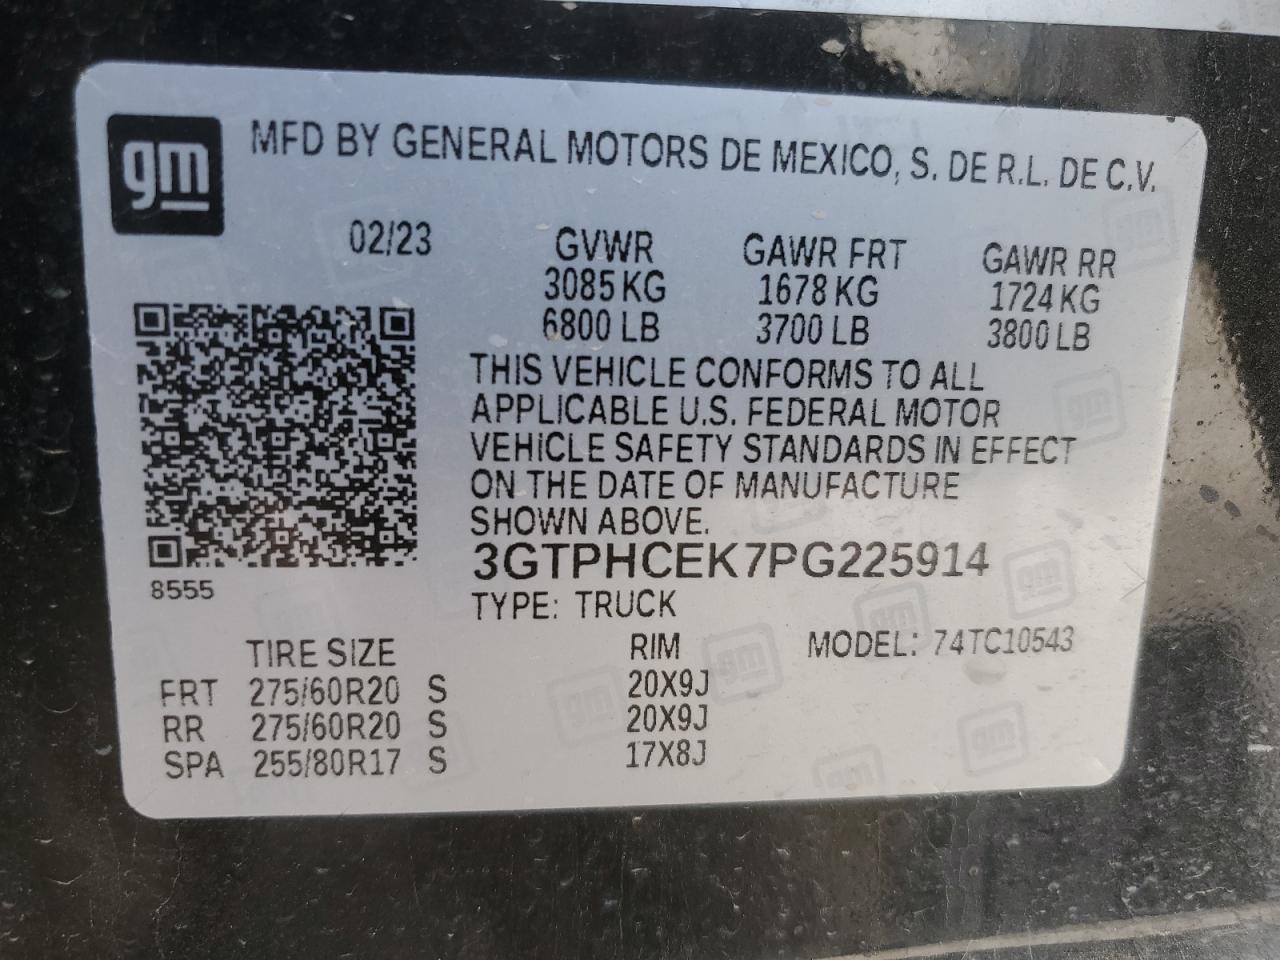 gm MFD BY GENERAL MOTORS DE MEXICO, S. DE R.L. DE C.V.
02/23 GVWR GAWR FRT GAWR RR
3085 KG 1678 KG 1724 KG
6800 LB 3700 LB 3800 LB
THIS VEHICLE CONFORMS TO ALL
APPLICABLE U.S. FEDERAL MOTOR
VEHICLE SAFETY STANDARDS IN EFFECT
ON THE DATE OF MANUFACTURE
SHOWN ABOVE.
3GTPHCEK7PG225914
8555
TYPE: TRUCK
TIRE SIZE RIM MODEL: 74TC10543
FRT 275/60R20 S 20X9J
RR 275/60R20 S 20X9J
SPA 255/80R17 S 17X8J